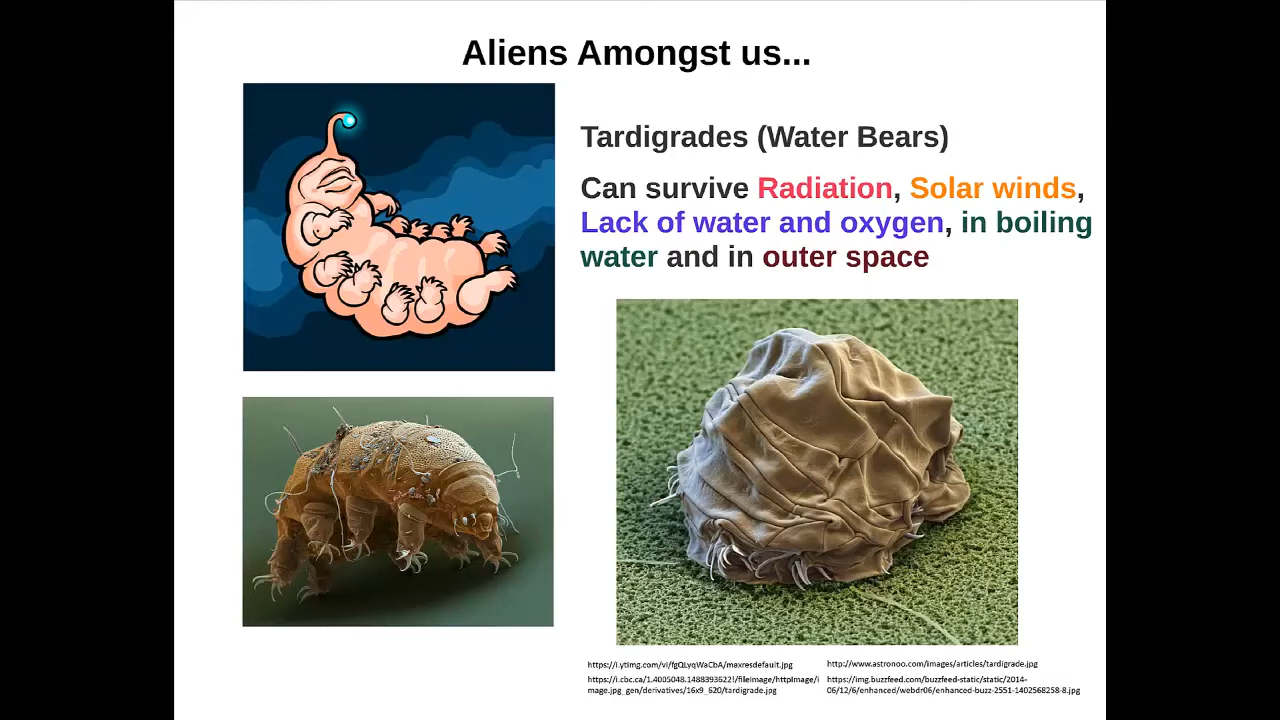 Aliens Amongst us...
Tardigrades (Water Bears)
Can survive Radiation, Solar winds,
Lack of water and oxygen, in boiling
water and in outer space
https://i.ytimg.com/vi/fgQLyqWaCbA/maxresdefault.jpg
https://i.cbc.ca/1.4005048.1488393622!/fileImage/httpImage/i
mage.jpg_gen/derivatives/16x9_620/tardigrade.jpg
http://www.astronoo.com/images/articles/tardigrade.jpg
https://img.buzzfeed.com/buzzfeed-static/static/2014-
06/12/6/enhanced/webdr06/enhanced-buzz-2551-1402568258-8.jpg